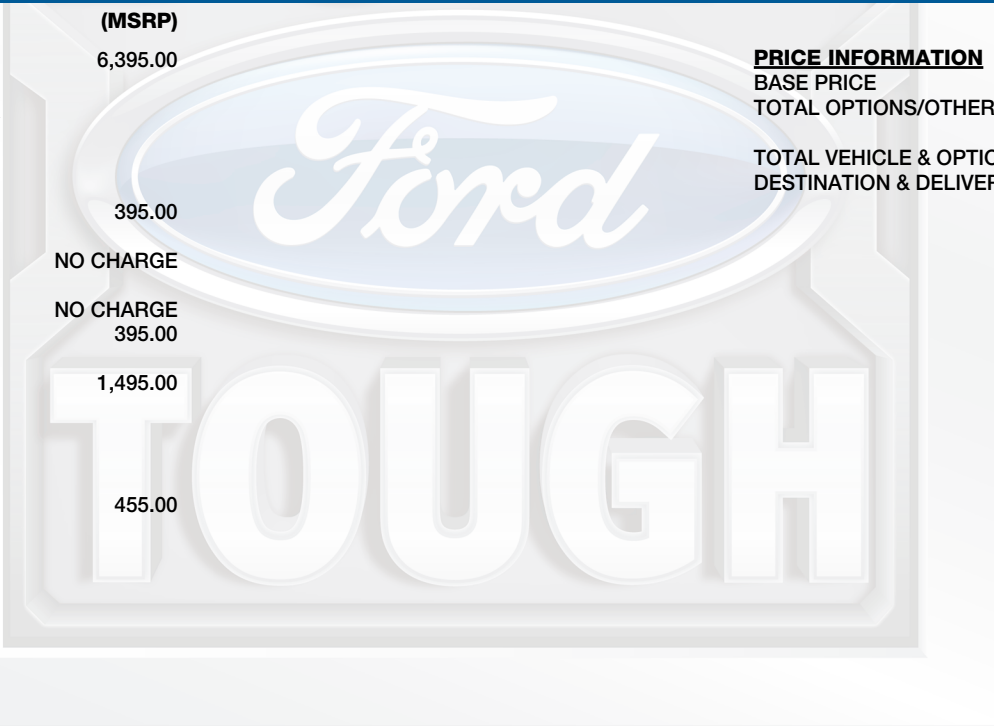 (MSRP)
6,395.00
395.00
NO CHARGE
NO CHARGE
395.00
1,495.00
455.00
PRICE INFORMATION
BASE PRICE
TOTAL OPTIONS/OTHER
TOTAL VEHICLE & OPTIO
DESTINATION & DELIVER
Ford
TOUGH